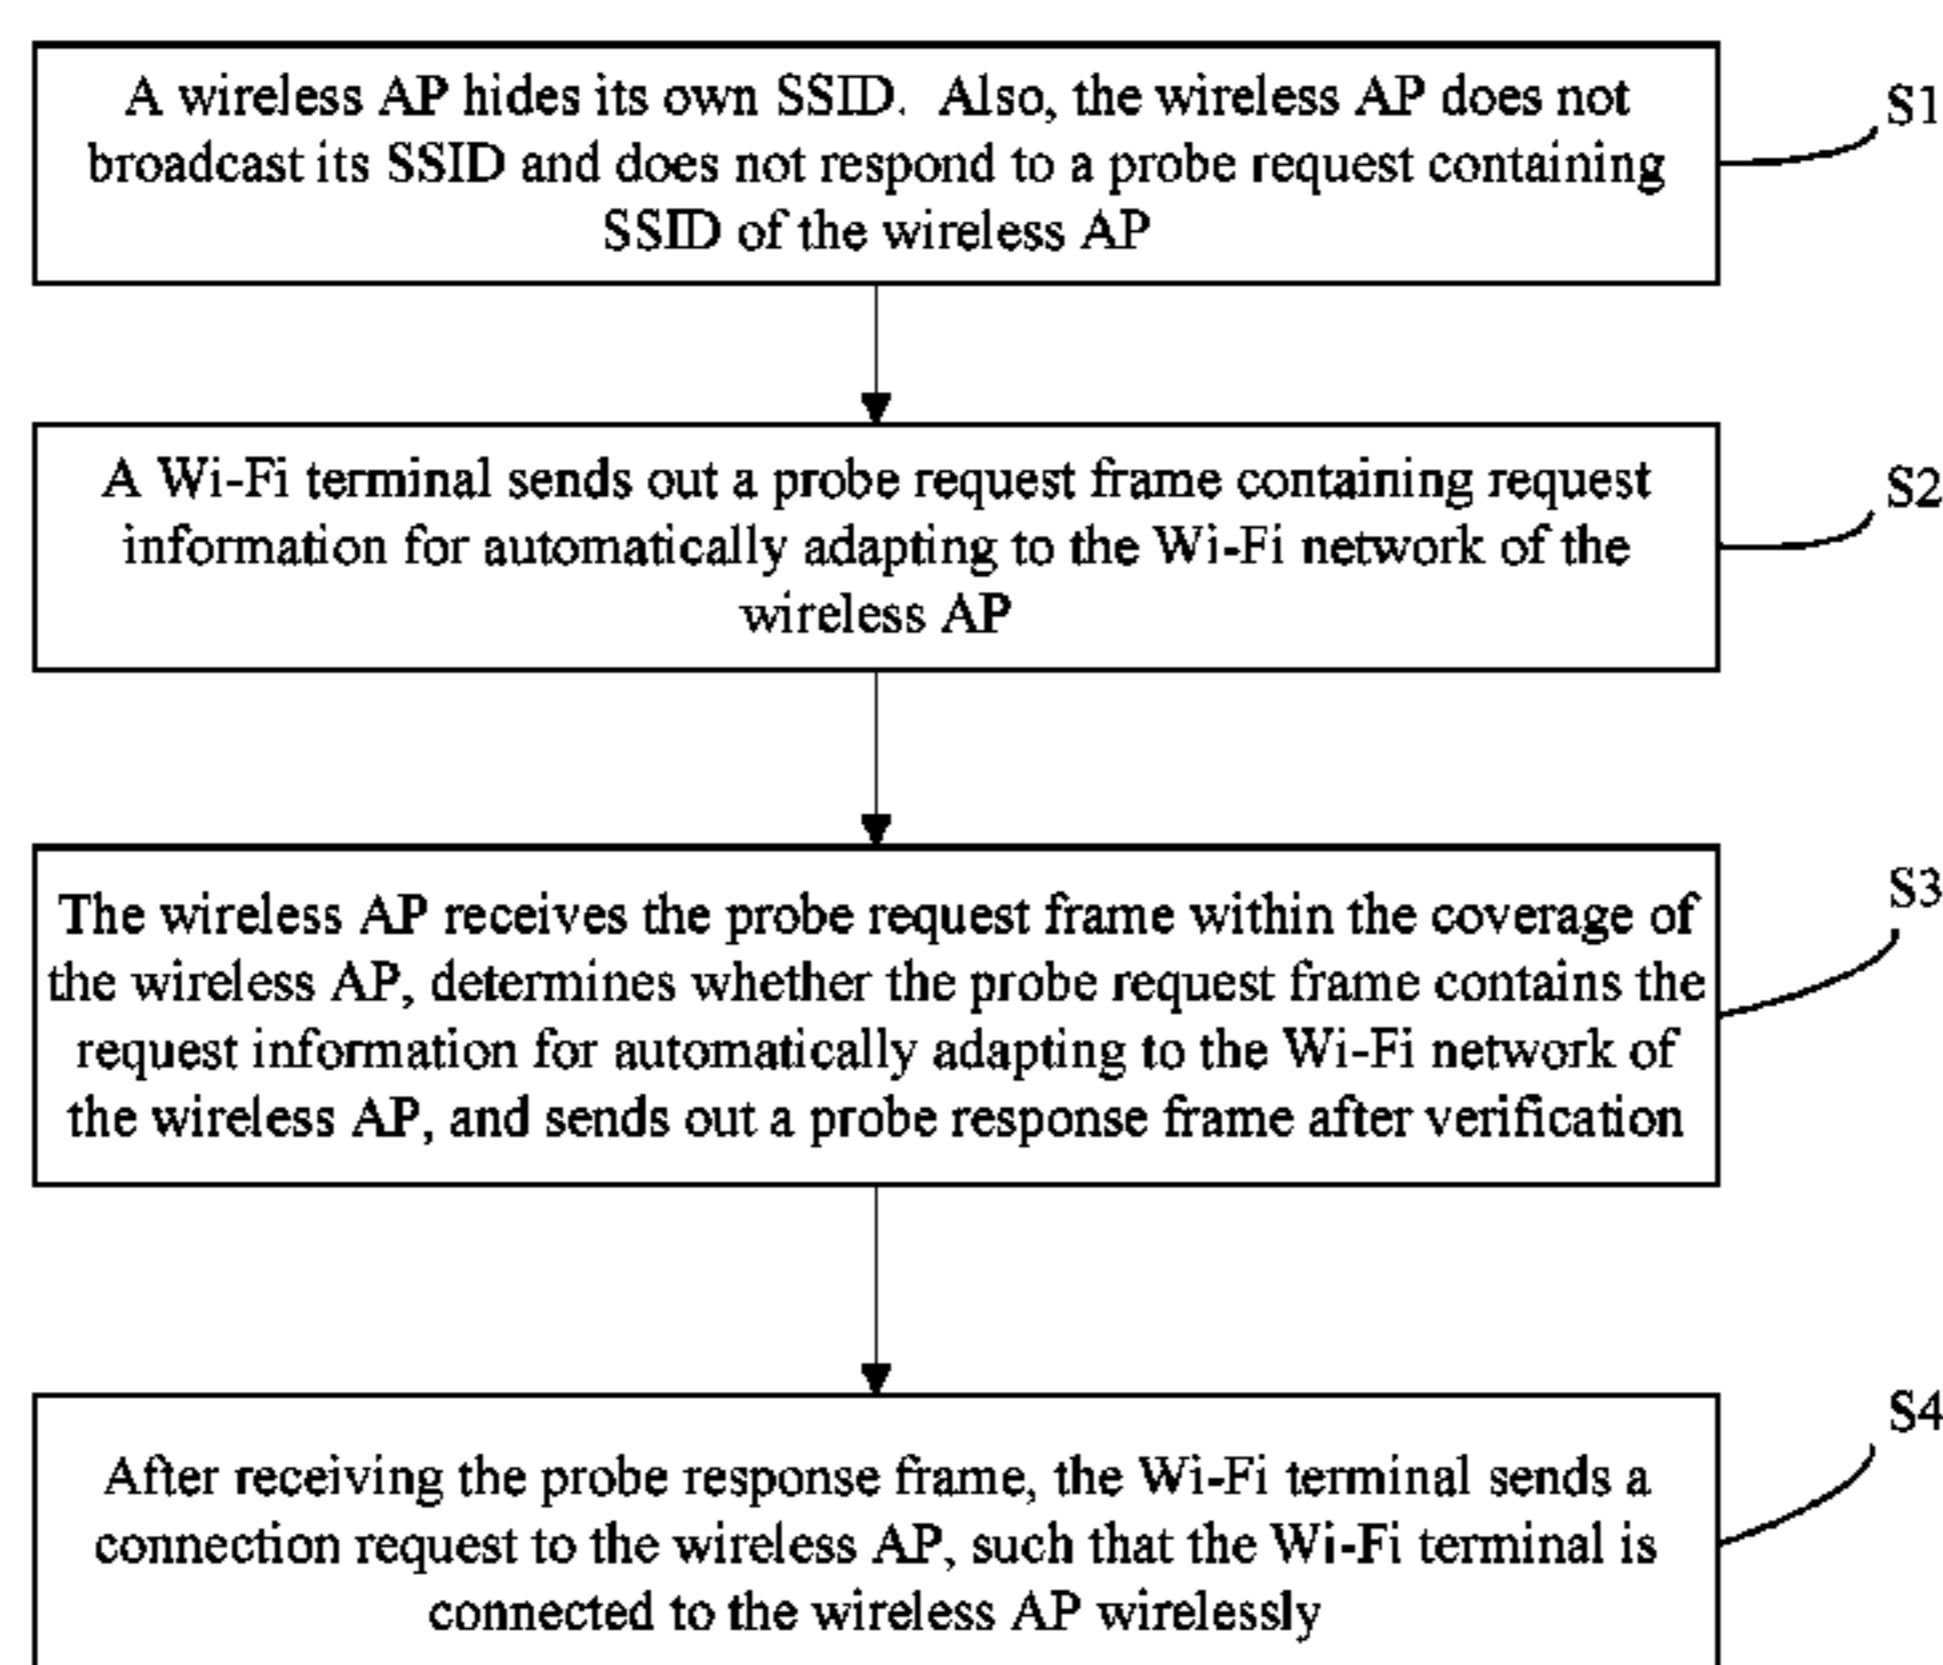 A wireless AP hides its own SSID. Also, the wireless AP does not
broadcast its SSID and does not respond to a probe request containing
SSID of the wireless AP
S1
A Wi-Fi terminal sends out a probe request frame containing request
information for automatically adapting to the Wi-Fi network of the
wireless AP
S2
The wireless AP receives the probe request frame within the coverage of
the wireless AP, determines whether the probe request frame contains the
request information for automatically adapting to the Wi-Fi network of
the wireless AP, and sends out a probe response frame after verification
S3
After receiving the probe response frame, the Wi-Fi terminal sends a
connection request to the wireless AP, such that the Wi-Fi terminal is
connected to the wireless AP wirelessly
S4